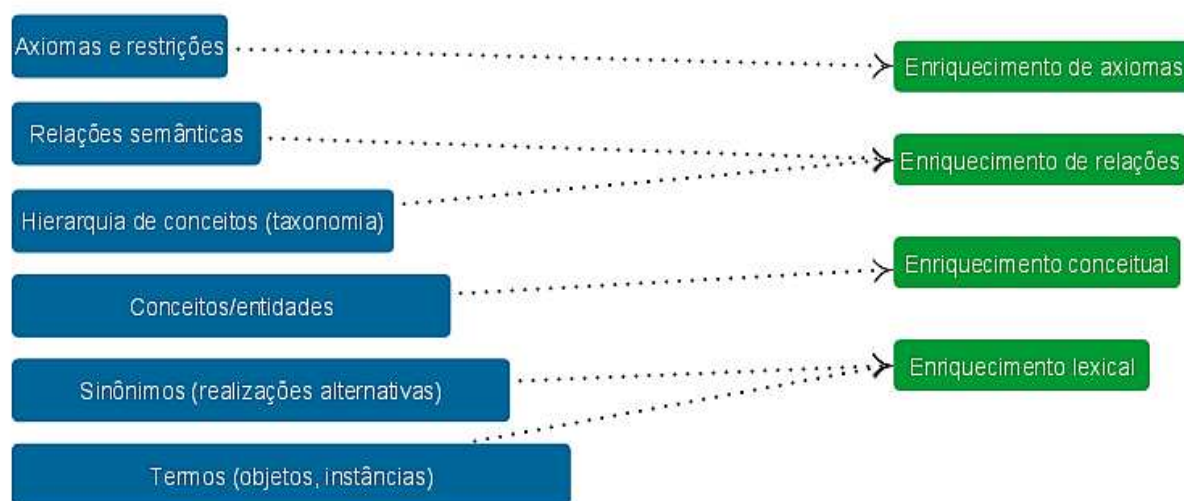 Axiomas e restrições
Enriquecimento de axiomas
Relações semânticas
Enriquecimento de relações
Hierarquia de conceitos (taxonomia)
Enriquecimento conceitual
Conceitos/entidades
Enriquecimento lexical
Sinônimos (realizações alternativas)
Termos (objetos, instâncias)